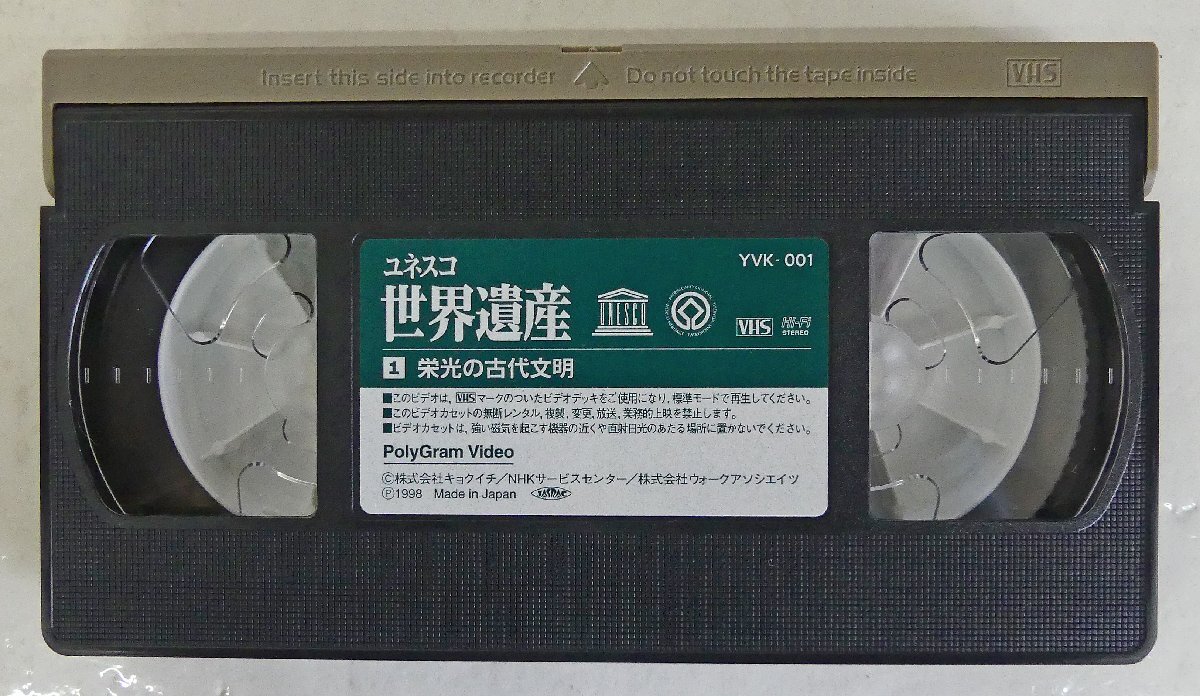 Insert this side into recorder Do not touch the tape inside VHS
ユネスコ YVK-001
世界遺産 UNESCO VHS Hi-Fi STEREO
1 栄光の古代文明
■このビデオは、VHSマークのついたビデオデッキをご使用になり、標準モードで再生してください。
■このビデオカセットの無断レンタル、複製、変更、放送、業務的上映を禁止します。
■ビデオカセットは、強い磁気を起こす機器の近くや直射日光のあたる場所に置かないでください。
PolyGram Video
Ⓒ株式会社キョクイチ/NHKサービスセンター/株式会社ウォークアソシエイツ
Ⓟ1998 Made in Japan